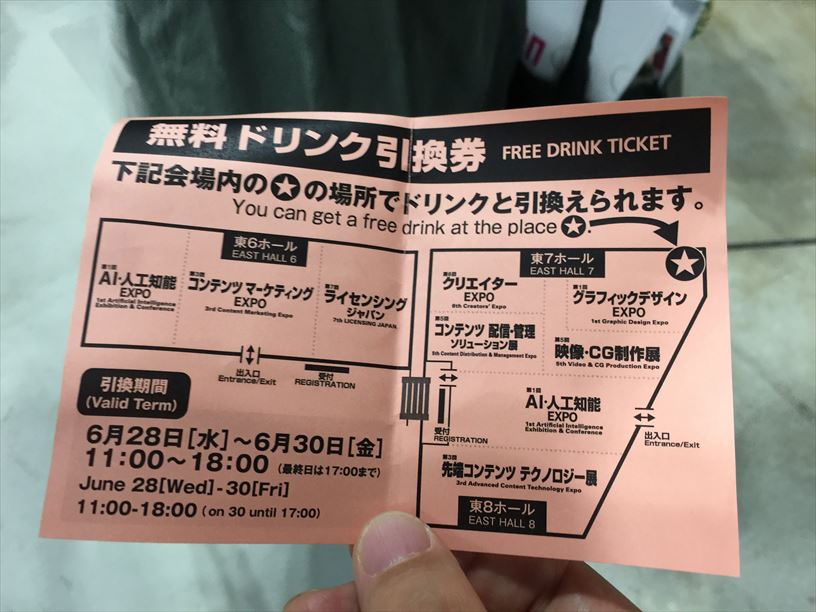 無料ドリンク引換券 FREE DRINK TICKET
下記会場内の★の場所でドリンクと引換えられます。
You can get a free drink at the place ★.
東6ホール
EAST HALL 6
第1回
AI・人工知能
EXPO
1st Artificial Intelligence
Exhibition & Conference
第3回
コンテンツ マーケティング
EXPO
3rd Content Marketing Expo
第7回
ライセンシング
ジャパン
7th LICENSING JAPAN
出入口
Entrance/Exit
受付
REGISTRATION
東7ホール
EAST HALL 7
第6回
クリエイター
EXPO
6th Creators' Expo
第1回
グラフィックデザイン
EXPO
1st Graphic Design Expo
第5回
コンテンツ 配信・管理
ソリューション展
5th Content Distribution & Management Expo
第5回
映像・CG制作展
5th Video & CG Production Expo
第1回
AI・人工知能
EXPO
1st Artificial Intelligence
Exhibition & Conference
受付
REGISTRATION
出入口
Entrance/Exit
第3回
先端コンテンツ テクノロジー展
3rd Advanced Content Technology Expo
東8ホール
EAST HALL 8
引換期間
(Valid Term)
6月28日[水]～6月30日[金]
11:00～18:00 (最終日は17:00まで)
June 28[Wed]-30[Fri]
11:00-18:00 (on 30 until 17:00)